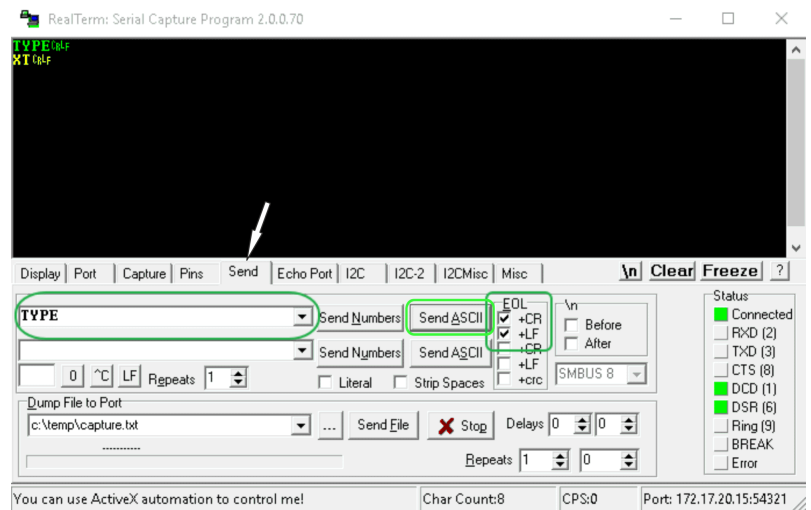 RealTerm: Serial Capture Program 2.0.0.70
TYPECRLF
XTCRLF
Display Port Capture Pins Send Echo Port I2C I2C-2 I2CMisc Misc \n Clear Freeze ?
TYPE Send Numbers Send ASCII
EOL
+CR
+LF
+CR
+LF
+crc
\n
Before
After
Send Numbers Send ASCII
0 ^C LF Repeats 1 Literal Strip Spaces SMBUS 8
Dump File to Port
c:\temp\capture.txt ... Send File Stop Delays 0 0
Repeats 1 0
Status
Connected
RXD (2)
TXD (3)
CTS (8)
DCD (1)
DSR (6)
Ring (9)
BREAK
Error
You can use ActiveX automation to control me! Char Count:8 CPS:0 Port: 172.17.20.15:54321